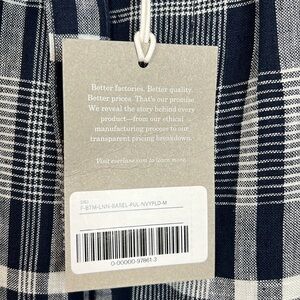 Better factories. Better quality.
Better prices. That's our promise.
We reveal the story behind every
product—from our ethical
manufacturing process to our
transparent pricing breakdown.
Visit everlane.com to learn more.
SKU
F-BTM-LNN-BAREL-PUL-NVYPLD-M
0-00000-97861-3